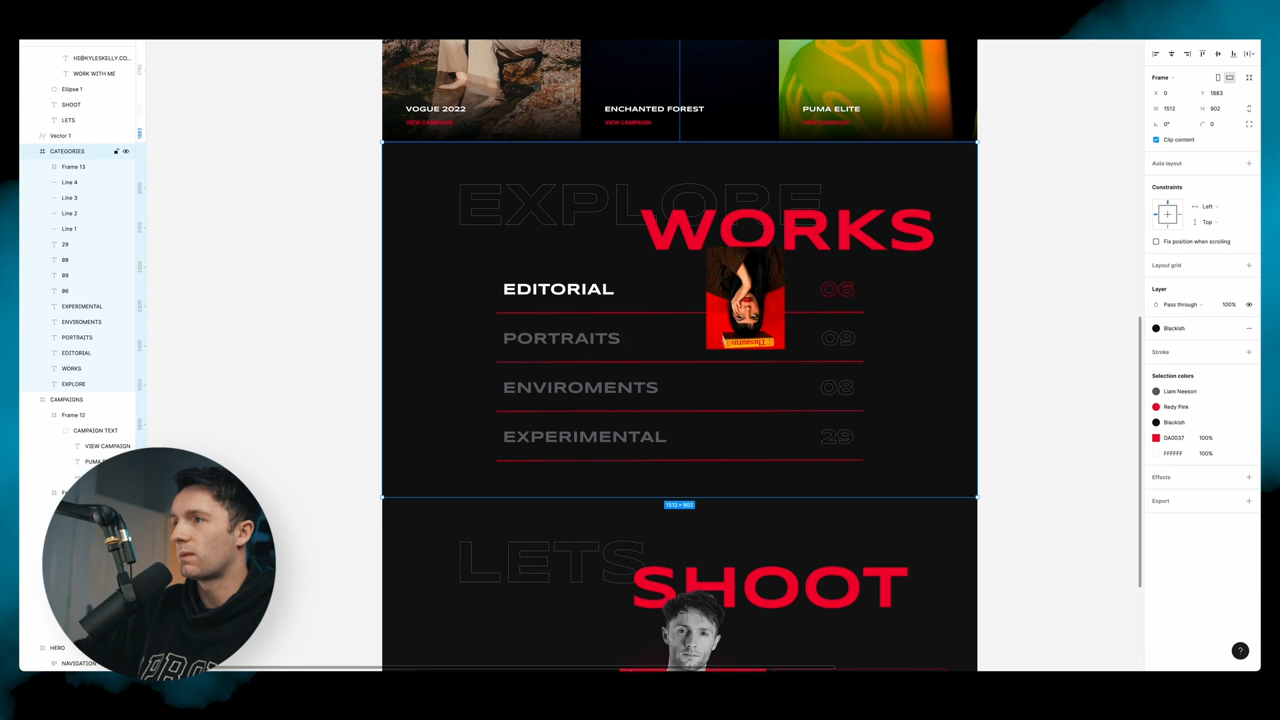 HI@KYLESKELLY.CO...
WORK WITH ME
Ellipse 1
SHOOT
LETS
Vector 1
CATEGORIES
Frame 13
Line 4
Line 3
Line 2
Line 1
29
08
09
06
EXPERIMENTAL
ENVIROMENTS
PORTRAITS
EDITORIAL
WORKS
EXPLORE
CAMPAIGNS
Frame 12
CAMPAIGN TEXT
VIEW CAMPAIGN
HERO
1883
VOGUE 2022
VIEW CAMPAIGN
ENCHANTED FOREST
VIEW CAMPAIGN
PUMA ELITE
VIEW CAMPAIGN
EXPLORE
WORKS
EDITORIAL 06
PORTRAITS 09
ENVIROMENTS 08
EXPERIMENTAL 29
Thesaurus
1512 × 902
LETS
SHOOT
Frame
X 0 Y 1883
W 1512 H 902
0° 0
Clip content
Auto layout
Constraints
Left
Top
Fix position when scrolling
Layout grid
Layer
Pass through 100%
Blackish
Stroke
Selection colors
Liam Neeson
Redy Pink
Blackish
DA0037 100%
FFFFFF 100%
Effects
Export
?